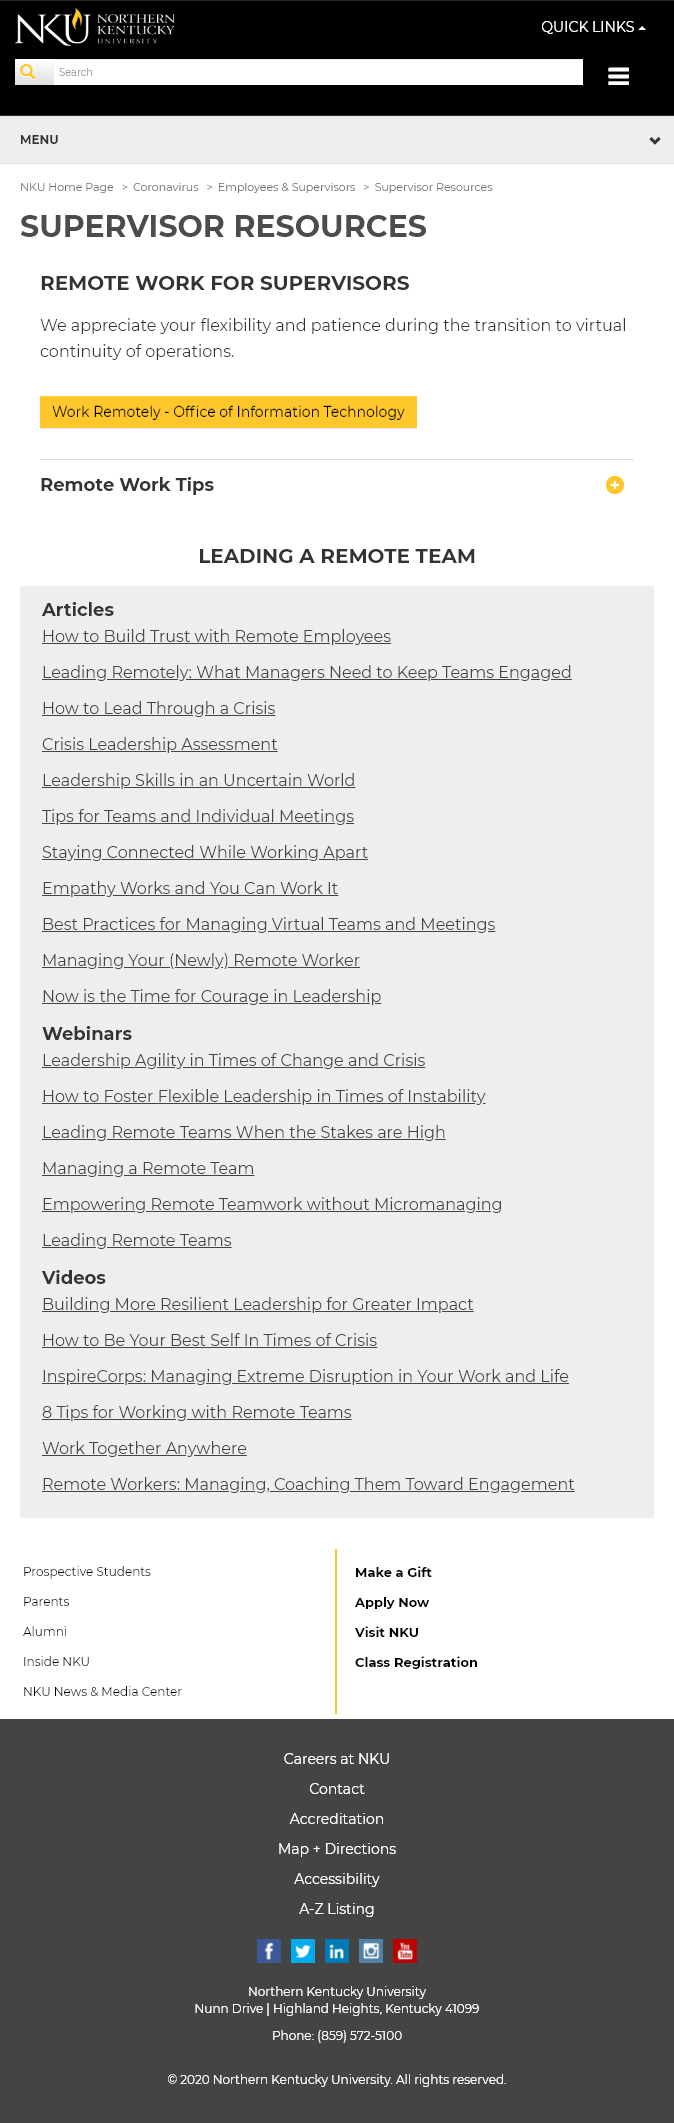 NKU NORTHERN
KENTUCKY
UNIVERSITY
QUICK LINKS
Search
MENU
NKU Home Page > Coronavirus > Employees & Supervisors > Supervisor Resources
SUPERVISOR RESOURCES
REMOTE WORK FOR SUPERVISORS
We appreciate your flexibility and patience during the transition to virtual
continuity of operations.
Work Remotely - Office of Information Technology
Remote Work Tips
LEADING A REMOTE TEAM
Articles
How to Build Trust with Remote Employees
Leading Remotely: What Managers Need to Keep Teams Engaged
How to Lead Through a Crisis
Crisis Leadership Assessment
Leadership Skills in an Uncertain World
Tips for Teams and Individual Meetings
Staying Connected While Working Apart
Empathy Works and You Can Work It
Best Practices for Managing Virtual Teams and Meetings
Managing Your (Newly) Remote Worker
Now is the Time for Courage in Leadership
Webinars
Leadership Agility in Times of Change and Crisis
How to Foster Flexible Leadership in Times of Instability
Leading Remote Teams When the Stakes are High
Managing a Remote Team
Empowering Remote Teamwork without Micromanaging
Leading Remote Teams
Videos
Building More Resilient Leadership for Greater Impact
How to Be Your Best Self In Times of Crisis
InspireCorps: Managing Extreme Disruption in Your Work and Life
8 Tips for Working with Remote Teams
Work Together Anywhere
Remote Workers: Managing, Coaching Them Toward Engagement
Prospective Students
Parents
Alumni
Inside NKU
NKU News & Media Center
Make a Gift
Apply Now
Visit NKU
Class Registration
Careers at NKU
Contact
Accreditation
Map + Directions
Accessibility
A-Z Listing
f in You Tube
Northern Kentucky University
Nunn Drive | Highland Heights, Kentucky 41099
Phone: (859) 572-5100
© 2020 Northern Kentucky University. All rights reserved.